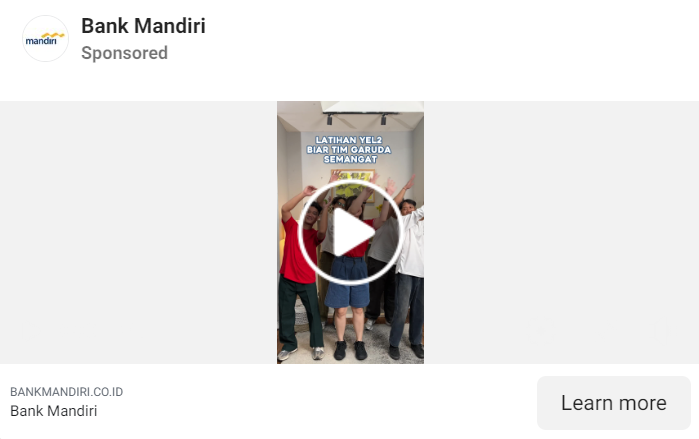 Bank Mandiri
mandiri
Sponsored
LATIHAN YEL2
BIAR TIM GARUDA
SEMANGAT
BANKMANDIRI.CO.ID
Bank Mandiri
Learn more